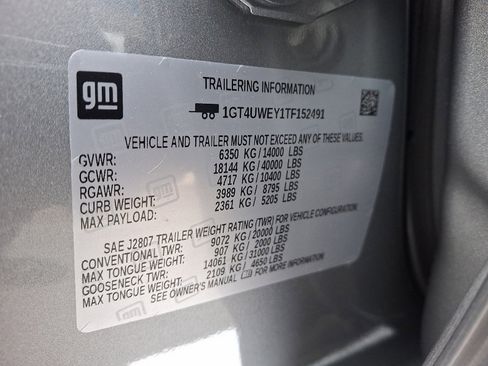 gm
TRAILERING INFORMATION
1GT4UWEY1TF152491
VEHICLE AND TRAILER MUST NOT EXCEED ANY OF THESE VALUES.
GVWR: 6350 KG/14000 LBS
GCWR: 18144 KG/40000 LBS
RGAWR: 4717 KG/10400 LBS
CURB WEIGHT: 3989 KG/ 8795 LBS
MAX PAYLOAD: 2361 KG/ 5205 LBS
SAE J2807 TRAILER WEIGHT RATING (TWR) FOR VEHICLE CONFIGURATION.
CONVENTIONAL TWR: 9072 KG/20000 LBS
MAX TONGUE WEIGHT: 907 KG/ 2000 LBS
GOOSENECK TWR: 14061 KG/31000 LBS
MAX TONGUE WEIGHT: 2109 KG/ 4650 LBS
SEE OWNER'S MANUAL FOR MORE INFORMATION